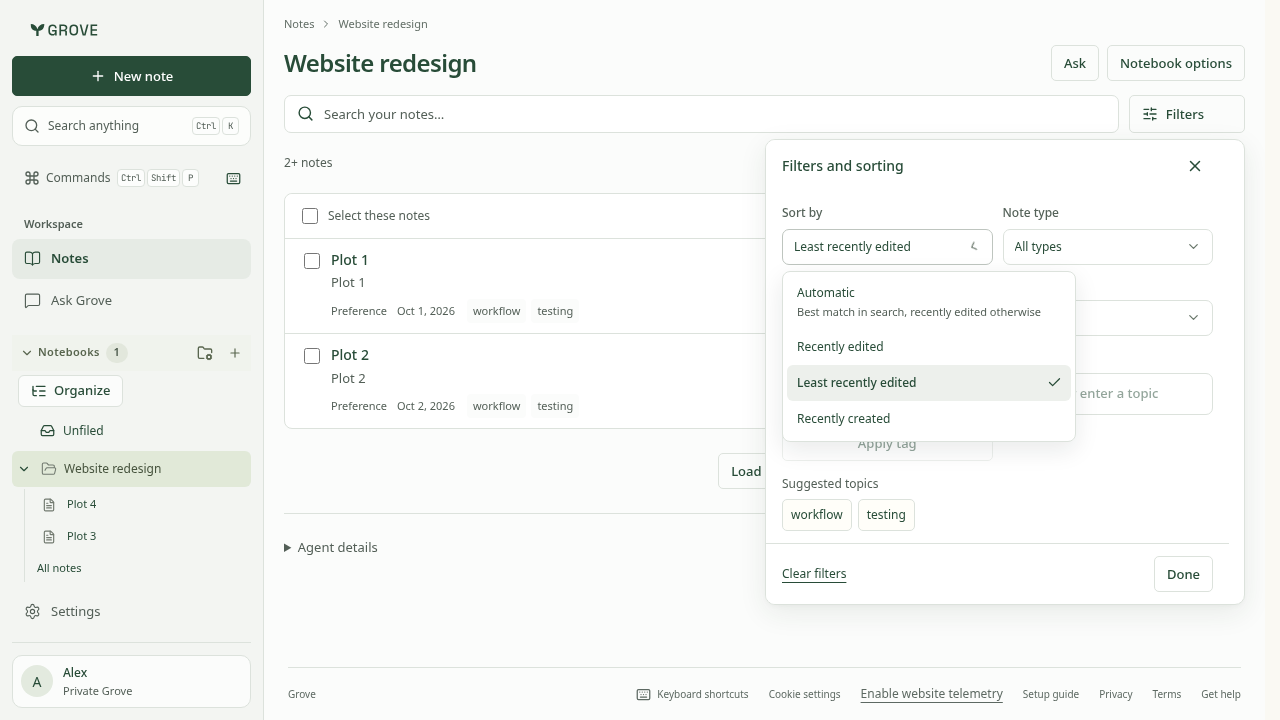 GROVE
New note
Search anything Ctrl K
Commands Ctrl Shift P
Workspace
Notes
Ask Grove
Notebooks 1
Organize
Unfiled
Website redesign
Plot 4
Plot 3
All notes
Settings
A
Alex
Private Grove
Notes Website redesign
Website redesign
Ask
Notebook options
Search your notes...
Filters
2+ notes
Select these notes
Plot 1
Plot 1
Preference Oct 1, 2026 workflow testing
Plot 2
Plot 2
Preference Oct 2, 2026 workflow testing
Load
Agent details
Filters and sorting
Sort by
Note type
Least recently edited
All types
Automatic
Best match in search, recently edited otherwise
Recently edited
Least recently edited
Recently created
enter a topic
Apply tag
Suggested topics
workflow testing
Clear filters
Done
Grove
Keyboard shortcuts
Cookie settings
Enable website telemetry
Setup guide
Privacy
Terms
Get help